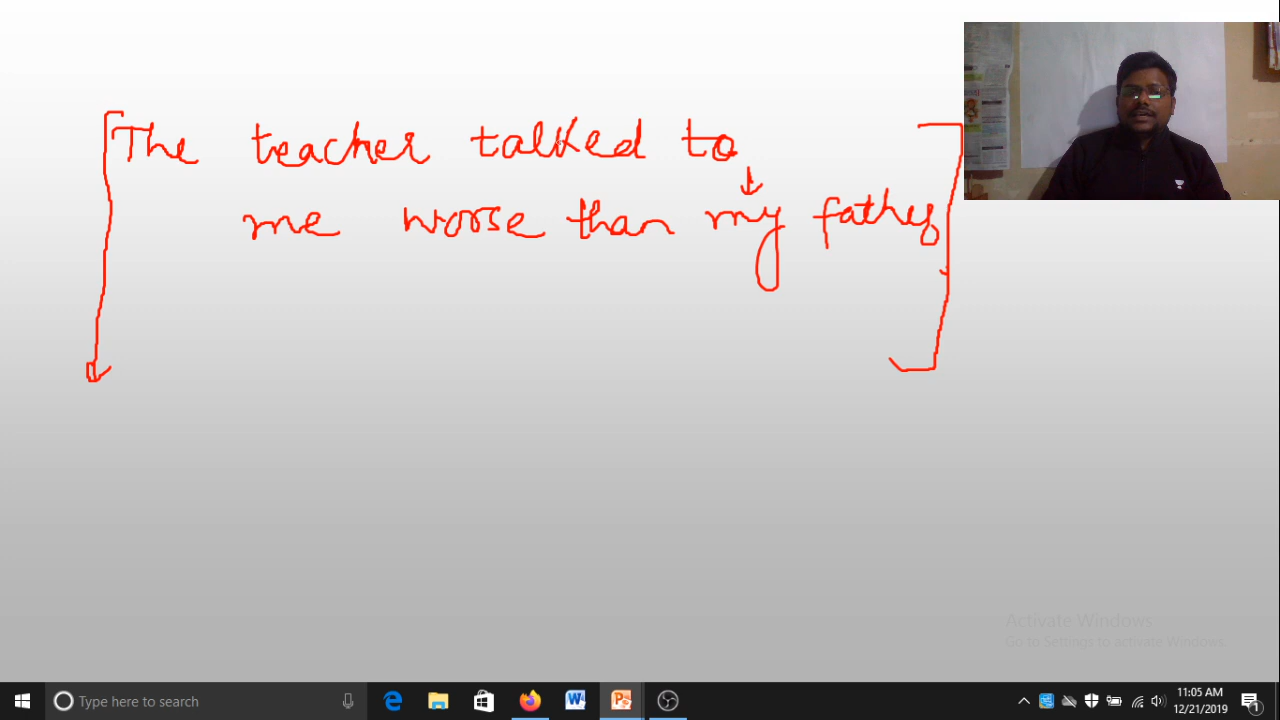 The teacher talked to
me worse than my father
Activate Windows
Go to Settings to activate Windows.
Type here to search
11:05 AM
12/21/2019